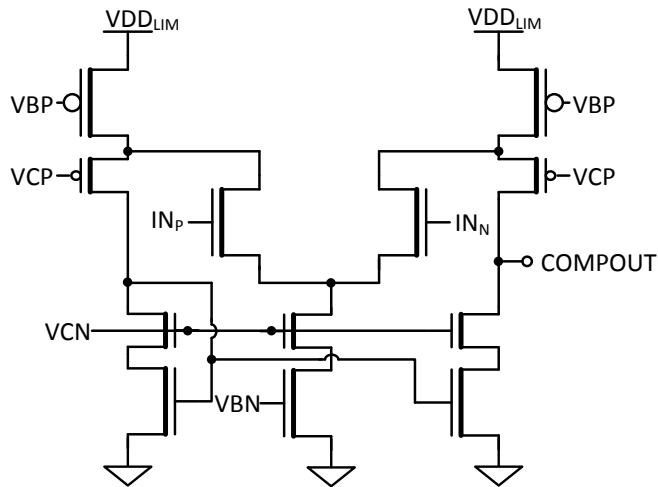 VDDLIM VDDLIM
VBP VBP
VCP VCP
INP INN
COMPOUT
VCN
VBN